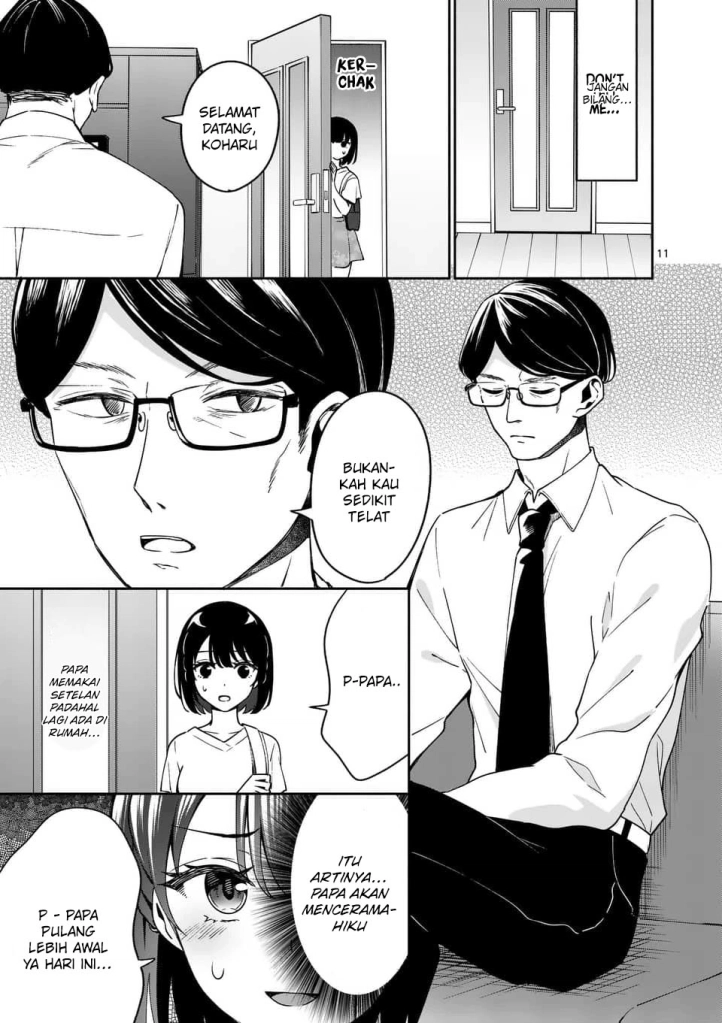 DON'T
JANGAN
BILANG...
ME...
11
KER-
CHAK
SELAMAT
DATANG,
KOHARU
BUKAN-
KAH KAU
SEDIKIT
TELAT
P-PAPA..
PAPA
MEMAKAI
SETELAN
PADAHAL
LAGI ADA DI
RUMAH...
ITU
ARTINYA...
PAPA AKAN
MENCERAMA-
HIKU
P - PAPA
PULANG
LEBIH AWAL
YA HARI INI...